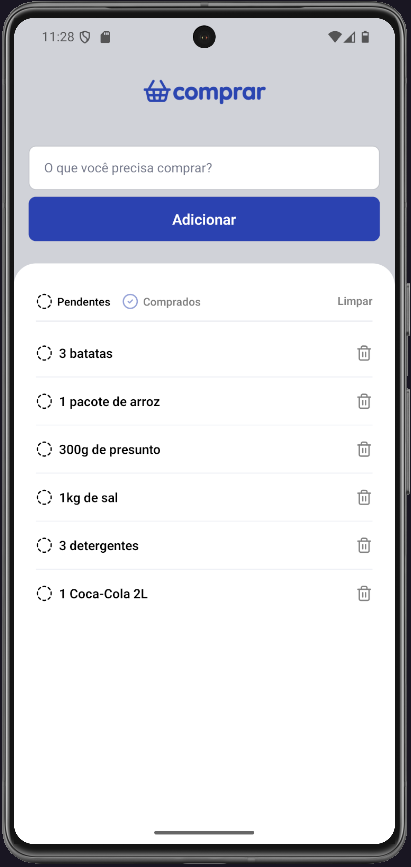 11:28
comprar
O que você precisa comprar?
Adicionar
Pendentes Comprados Limpar
3 batatas
1 pacote de arroz
300g de presunto
1kg de sal
3 detergentes
1 Coca-Cola 2L